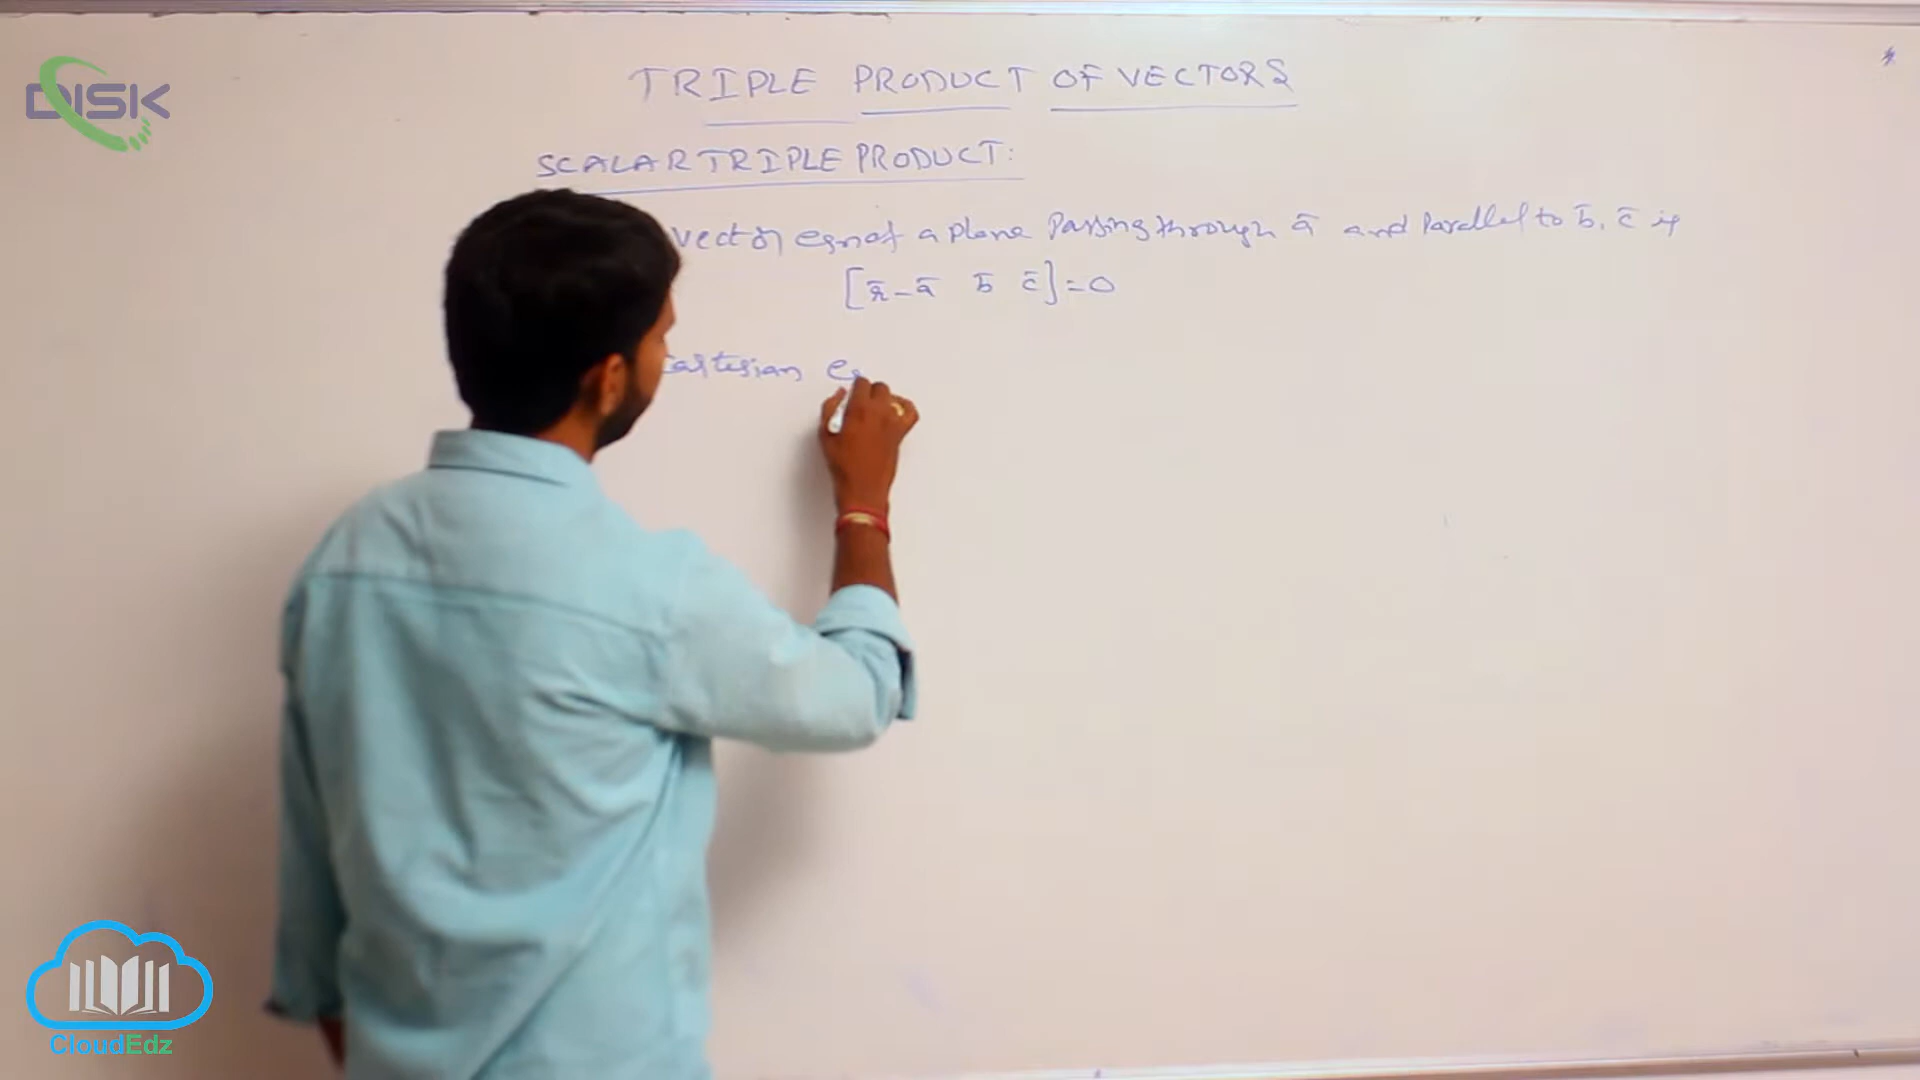 DISK
TRIPLE PRODUCT OF VECTORS
SCALAR TRIPLE PRODUCT:
vector eqn of a plane Passing through ā and Parallel to b̄, c̄ is
[r̄-ā b̄ c̄]=0
Cartesian eq
CloudEdz